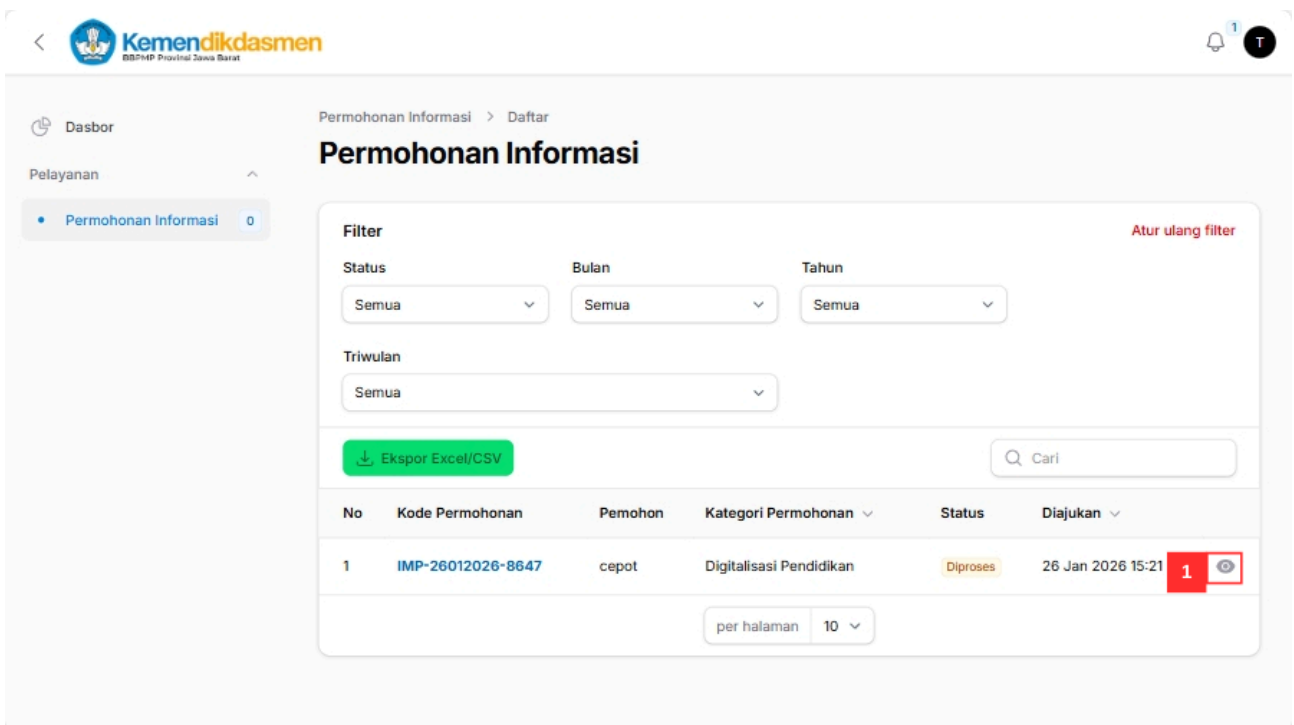 Kemendikdasmen
BBPMP Provinsi Jawa Barat
1
T
Dasbor
Pelayanan
Permohonan Informasi 0
Permohonan Informasi > Daftar
Permohonan Informasi
Filter Atur ulang filter
Status Bulan Tahun
Semua Semua Semua
Triwulan
Semua
Ekspor Excel/CSV Cari
No Kode Permohonan Pemohon Kategori Permohonan Status Diajukan
1 IMP-26012026-8647 cepot Digitalisasi Pendidikan Diproses 26 Jan 2026 15:21 1
per halaman 10